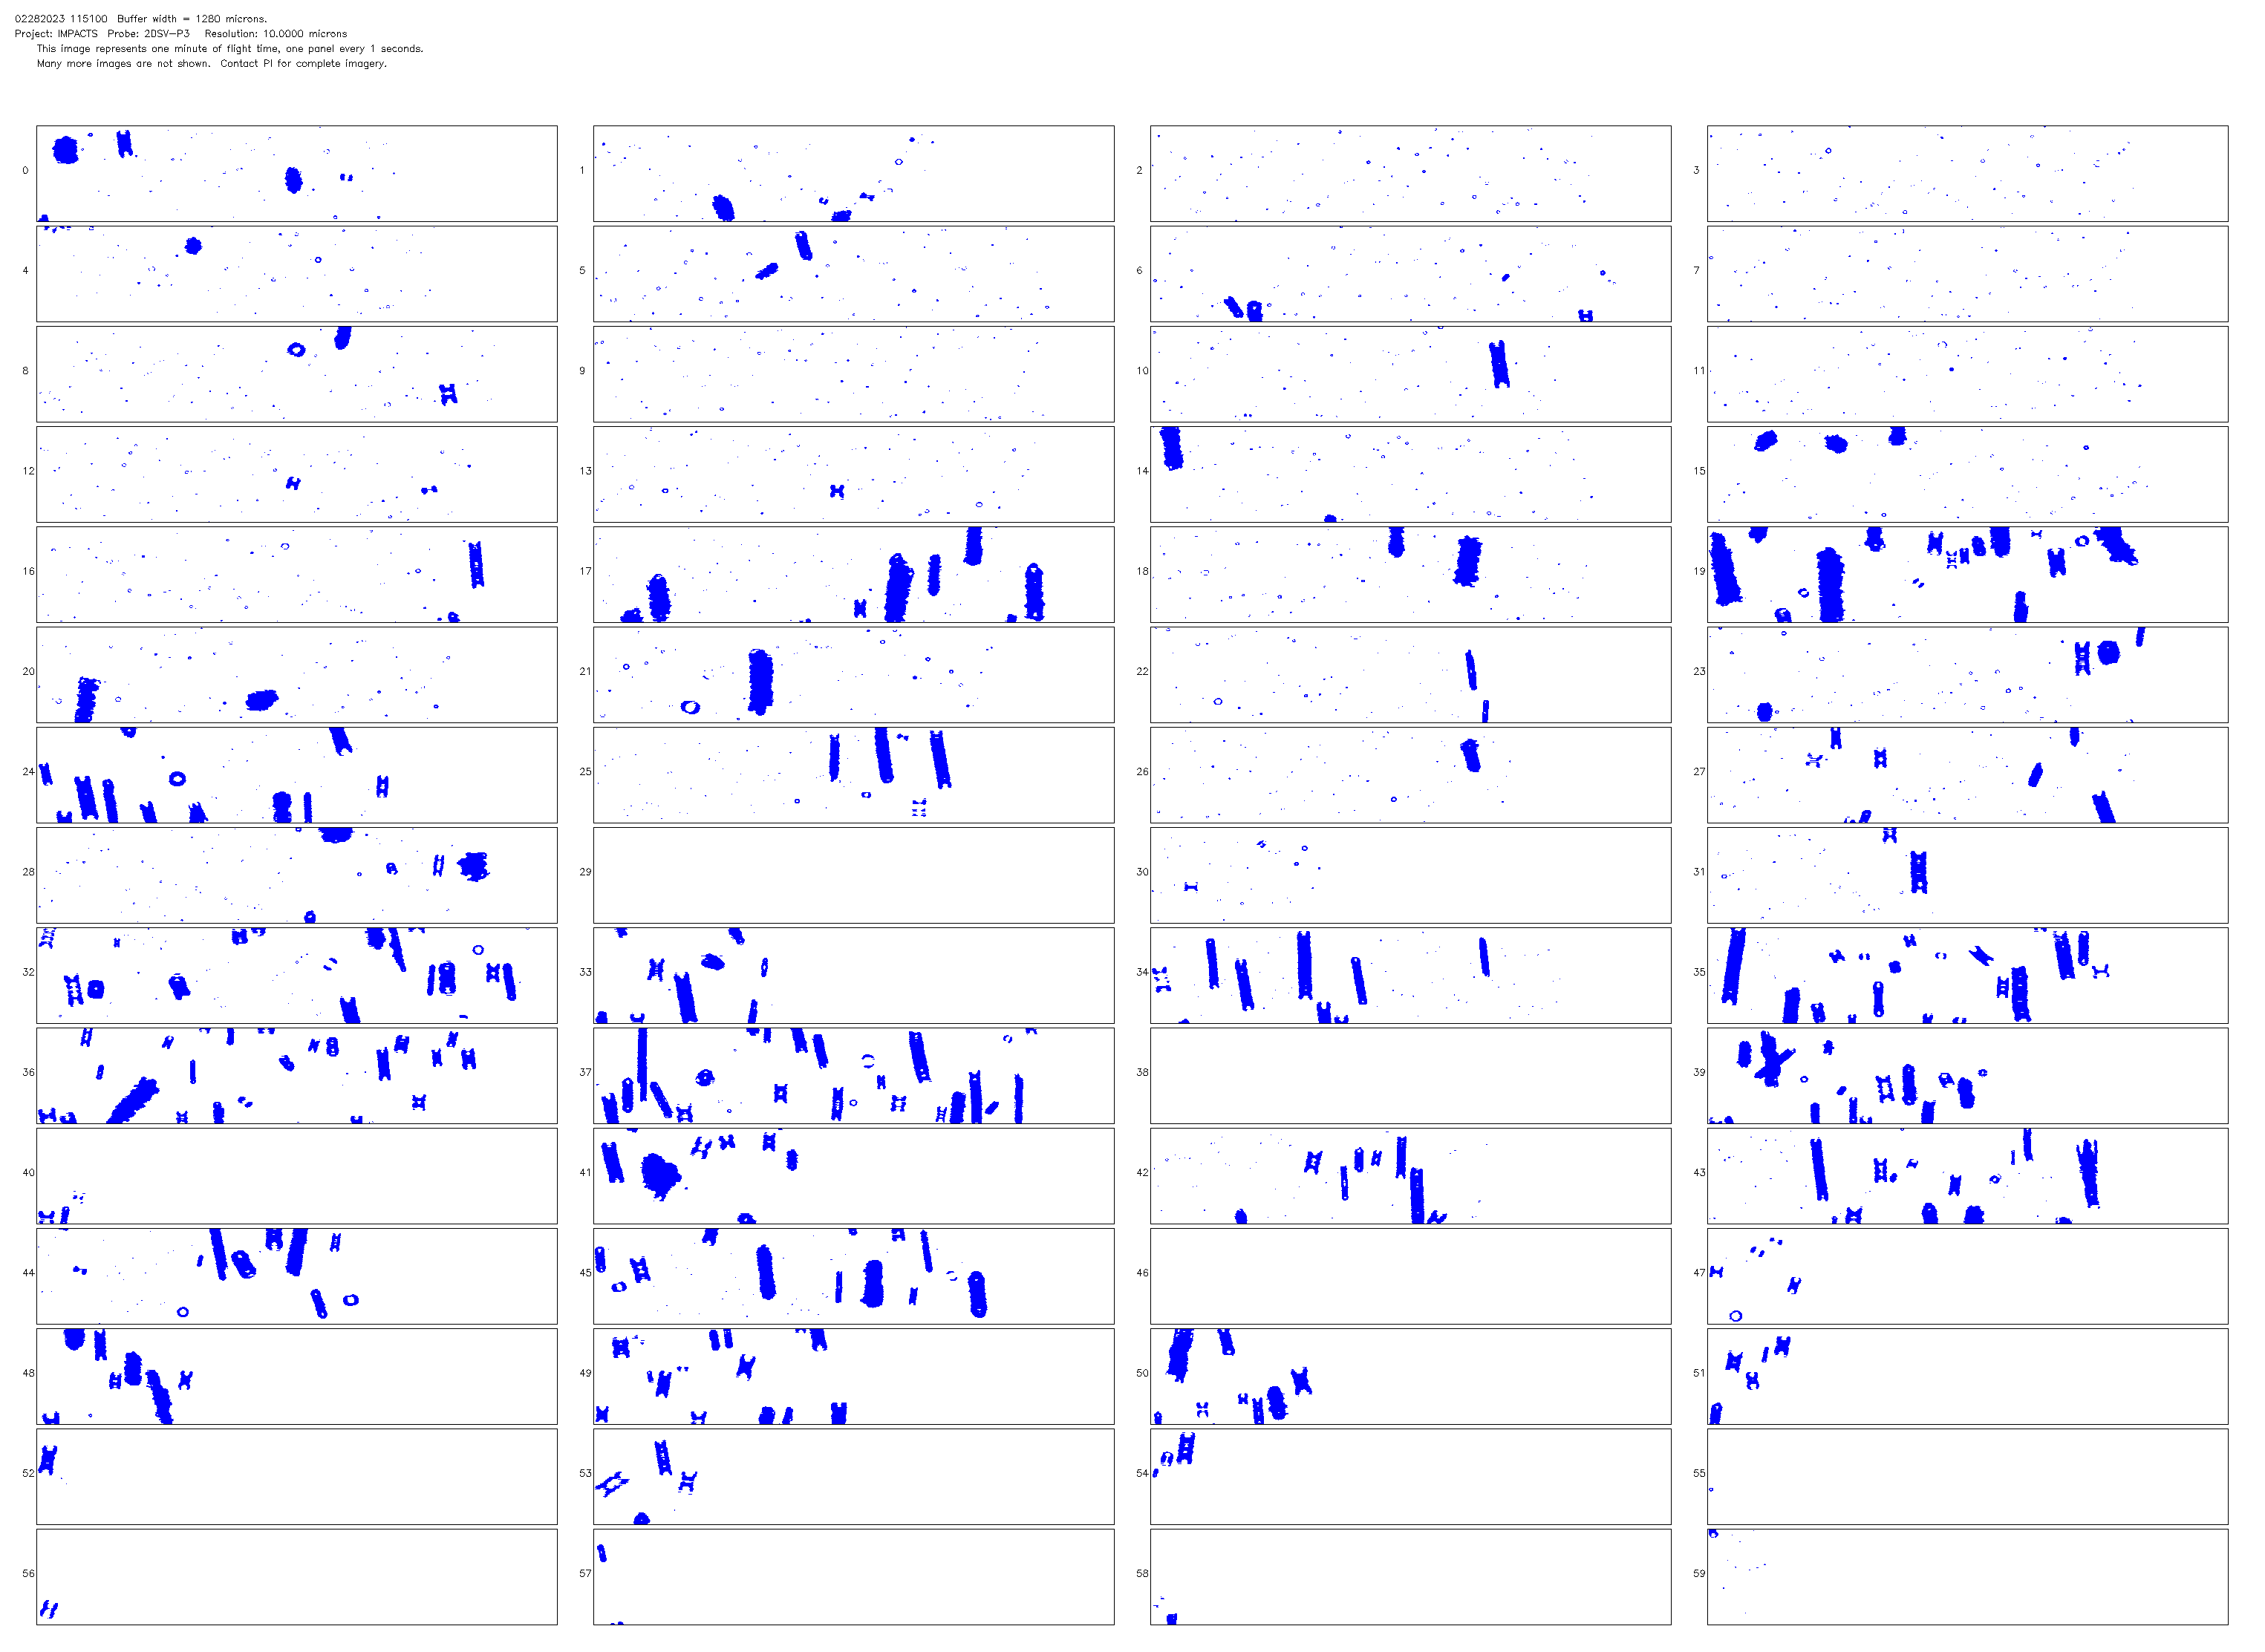 02282023 115100  Buffer width = 1280 microns.
Project: IMPACTS  Probe: 2DSV-P3    Resolution: 10.0000 microns
This image represents one minute of flight time, one panel every 1 seconds.
Many more images are not shown.  Contact PI for complete imagery.
0 1 2 3
4 5 6 7
8 9 10 11
12 13 14 15
16 17 18 19
20 21 22 23
24 25 26 27
28 29 30 31
32 33 34 35
36 37 38 39
40 41 42 43
44 45 46 47
48 49 50 51
52 53 54 55
56 57 58 59